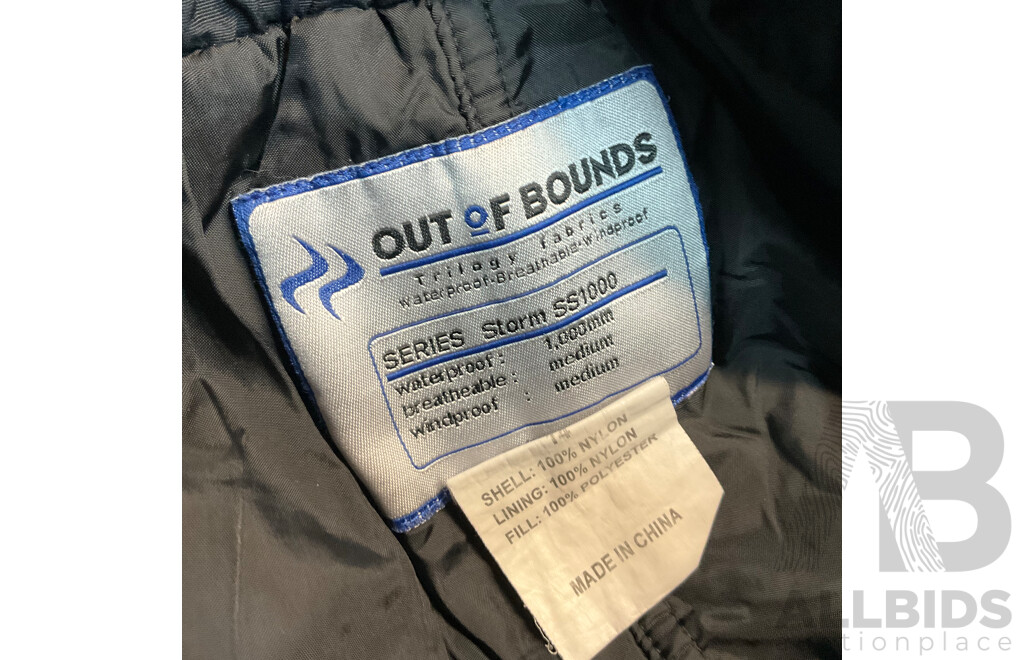 OUT OF BOUNDS
Trilogy fabrics
waterproof-Breathable-windproof
SERIES Storm SS1000
waterproof: 1,000mm
breatheable: medium
windproof : medium
14
SHELL: 100% NYLON
LINING: 100% NYLON
FILL: 100% POLYESTER
MADE IN CHINA
AB
ALLBIDS